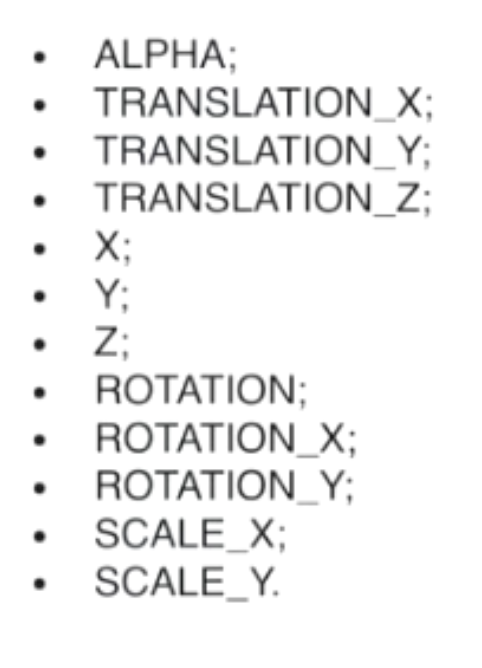 • ALPHA;
• TRANSLATION_X;
• TRANSLATION_Y;
• TRANSLATION_Z;
• X;
• Y;
• Z;
• ROTATION;
• ROTATION_X;
• ROTATION_Y;
• SCALE_X;
• SCALE_Y.